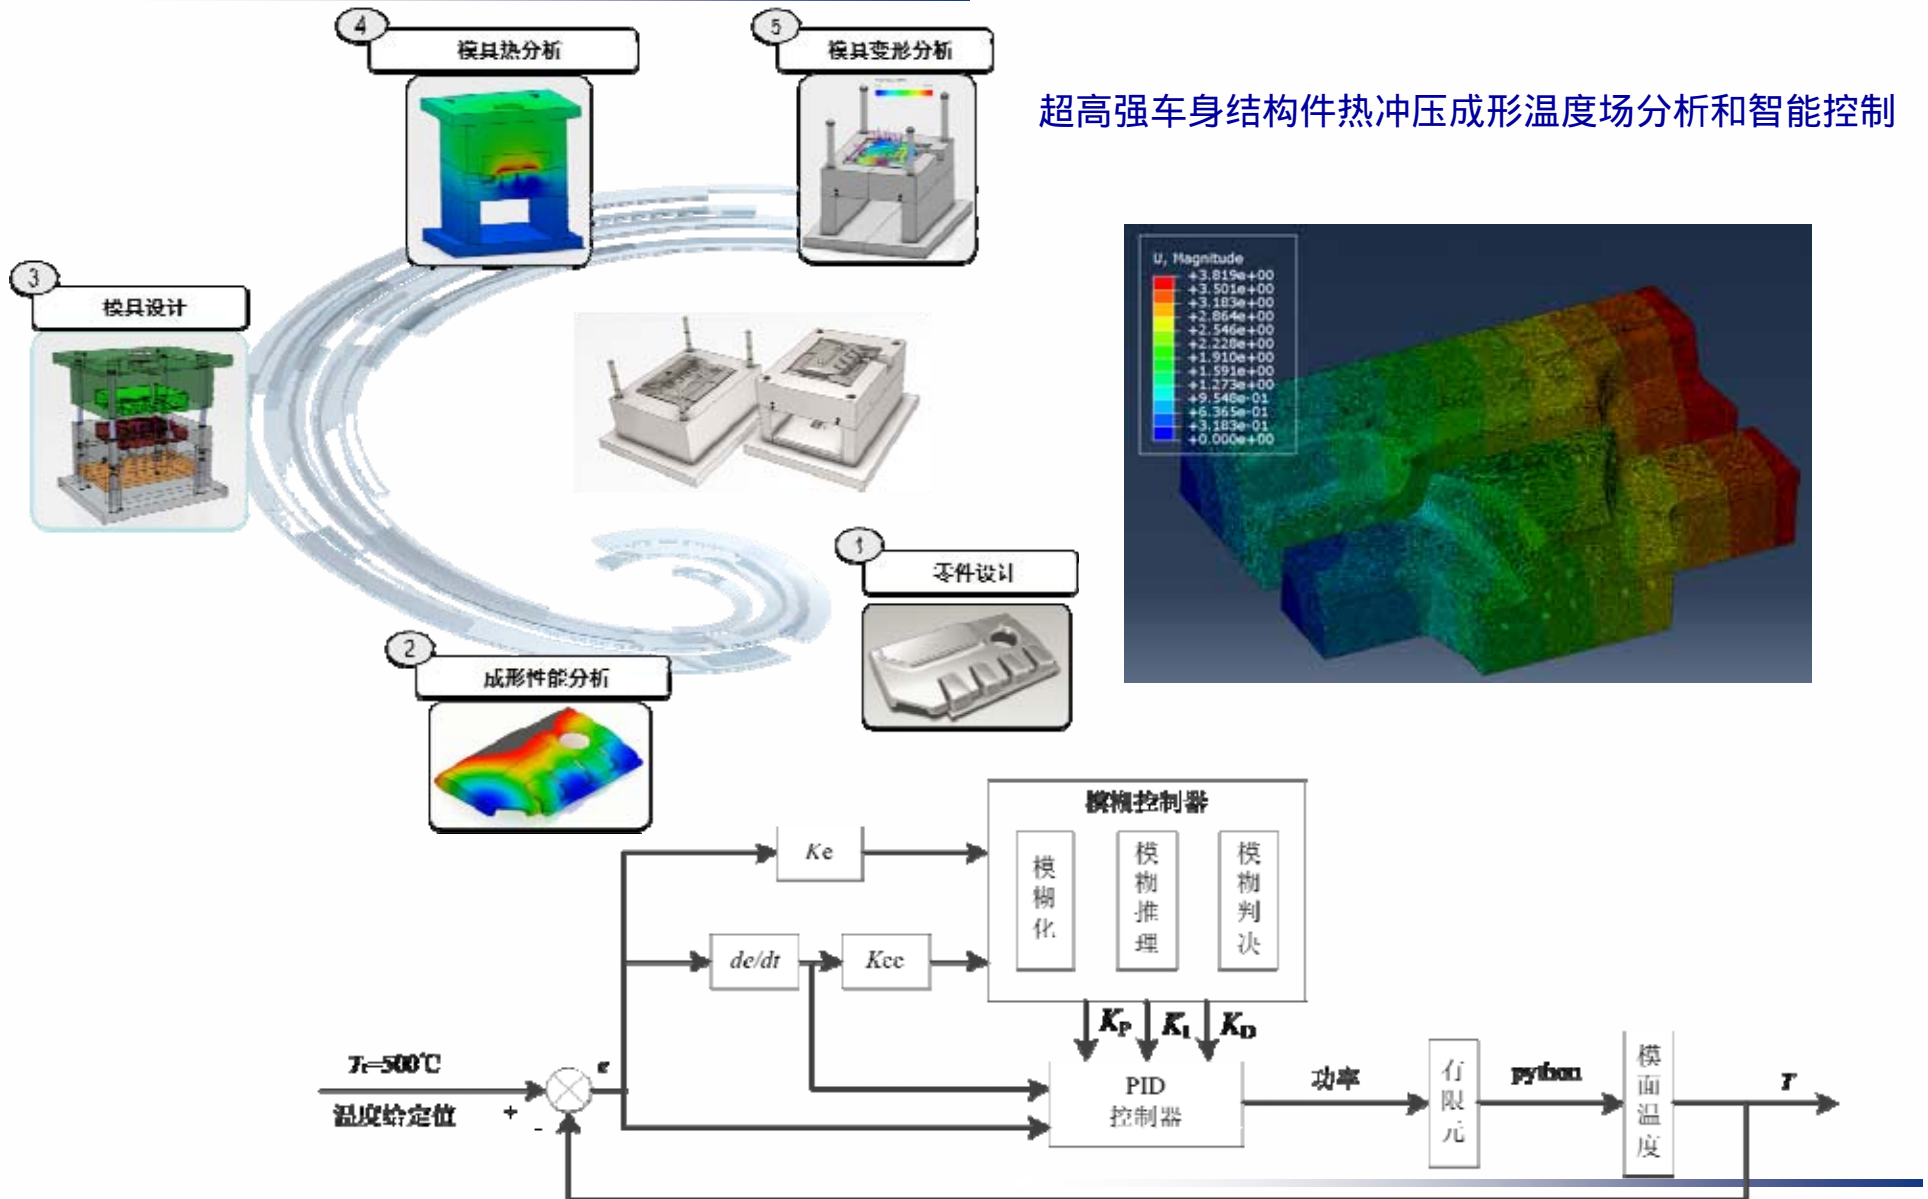 4
模具热分析
5
模具变形分析
超高强车身结构件热冲压成形温度场分析和智能控制
3
模具设计
U, Magnitude
+3.819e+00
+3.501e+00
+3.183e+00
+2.864e+00
+2.546e+00
+2.228e+00
+1.910e+00
+1.591e+00
+1.273e+00
+9.548e-01
+6.365e-01
+3.183e-01
+0.000e+00
1
零件设计
2
成形性能分析
模糊控制器
模糊化
模糊推理
模糊判决
Ke
de/dt
Kec
KP
KI
KD
Tr=500℃
温度给定值
+
-
e
PID
控制器
功率
有限元
python
模面温度
T